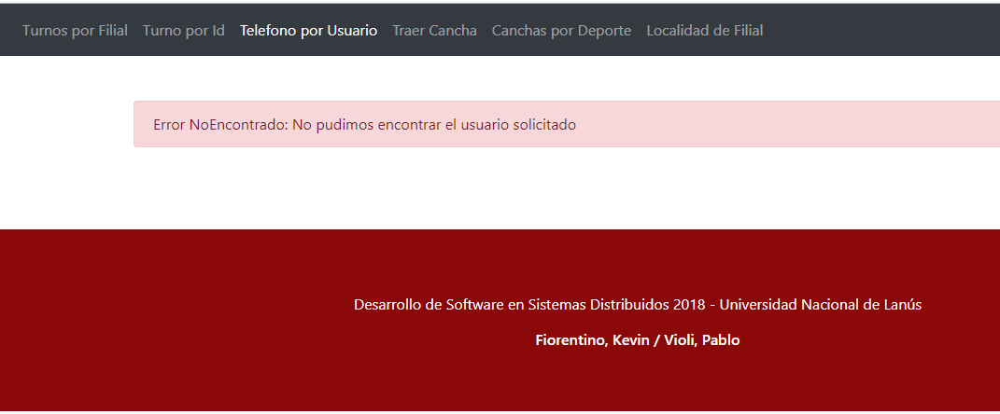 Turnos por Filial Turno por Id Telefono por Usuario Traer Cancha Canchas por Deporte Localidad de Filial
Error NoEncontrado: No pudimos encontrar el usuario solicitado
Desarrollo de Software en Sistemas Distribuidos 2018 - Universidad Nacional de Lanús
Fiorentino, Kevin / Violi, Pablo